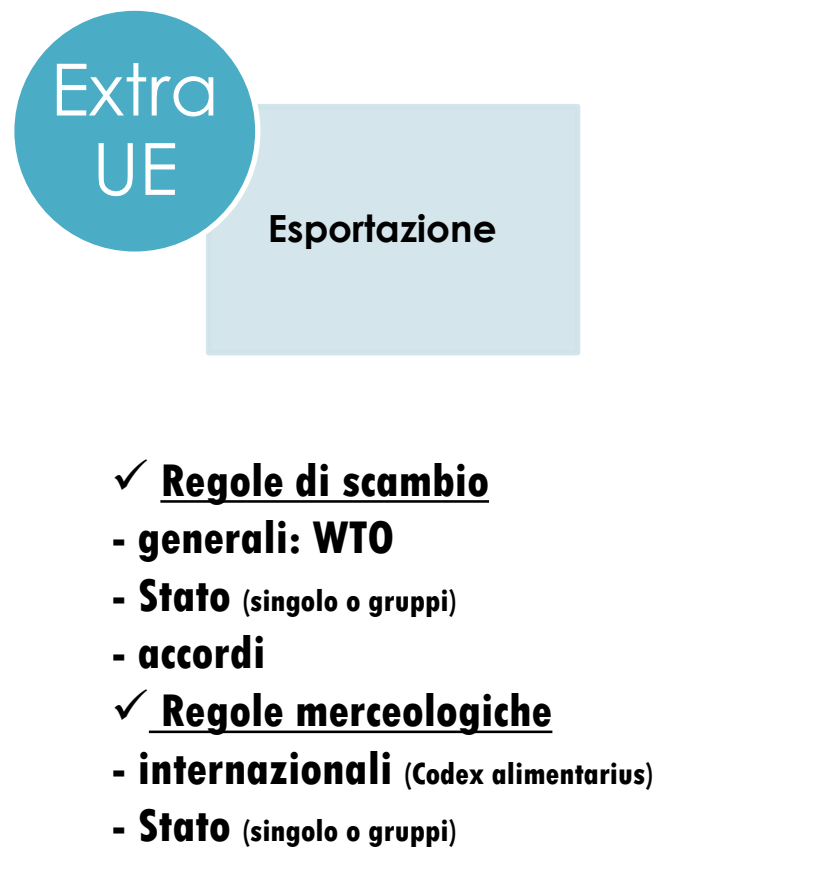 Extra
UE
Esportazione
✓ Regole di scambio
- generali: WTO
- Stato (singolo o gruppi)
- accordi
✓ Regole merceologiche
- internazionali (Codex alimentarius)
- Stato (singolo o gruppi)